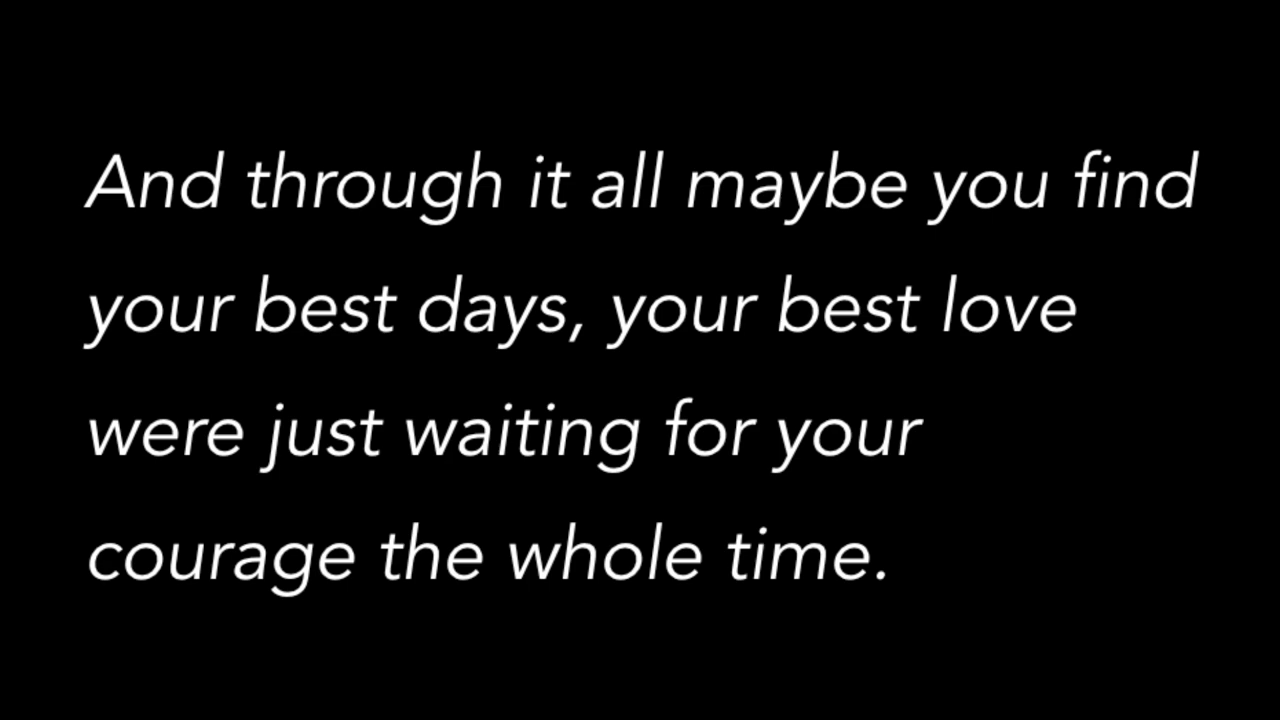 And through it all maybe you find
your best days, your best love
were just waiting for your
courage the whole time.